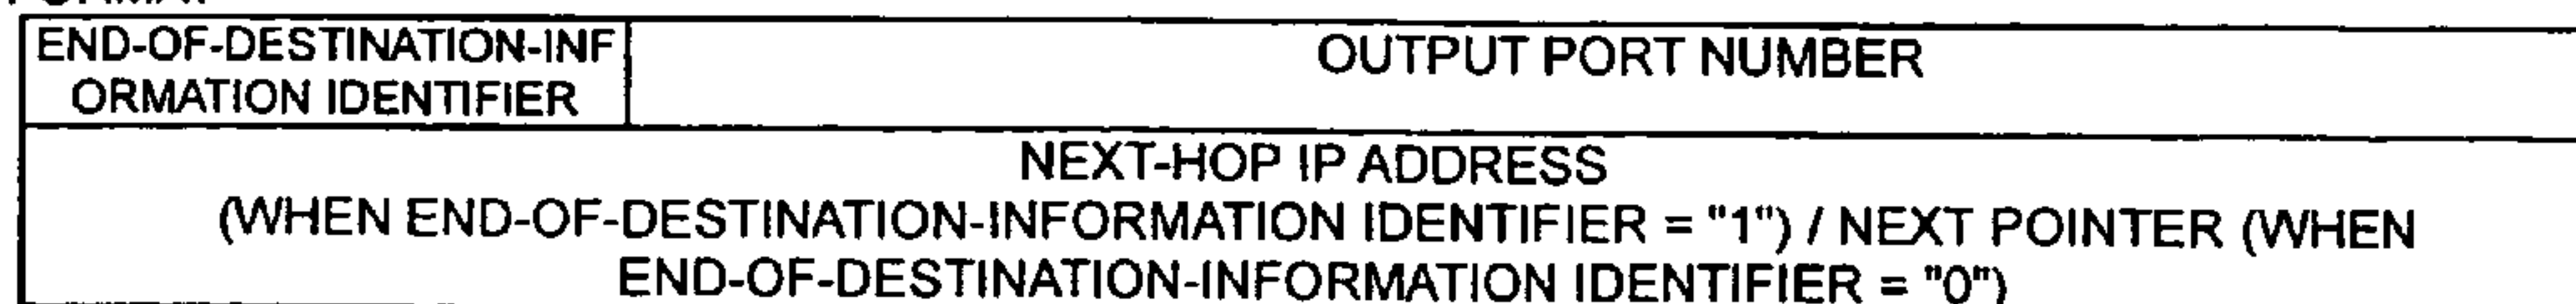 END-OF-DESTINATION-INF
ORMATION IDENTIFIER
OUTPUT PORT NUMBER
NEXT-HOP IP ADDRESS
(WHEN END-OF-DESTINATION-INFORMATION IDENTIFIER = "1") / NEXT POINTER (WHEN
END-OF-DESTINATION-INFORMATION IDENTIFIER = "0")